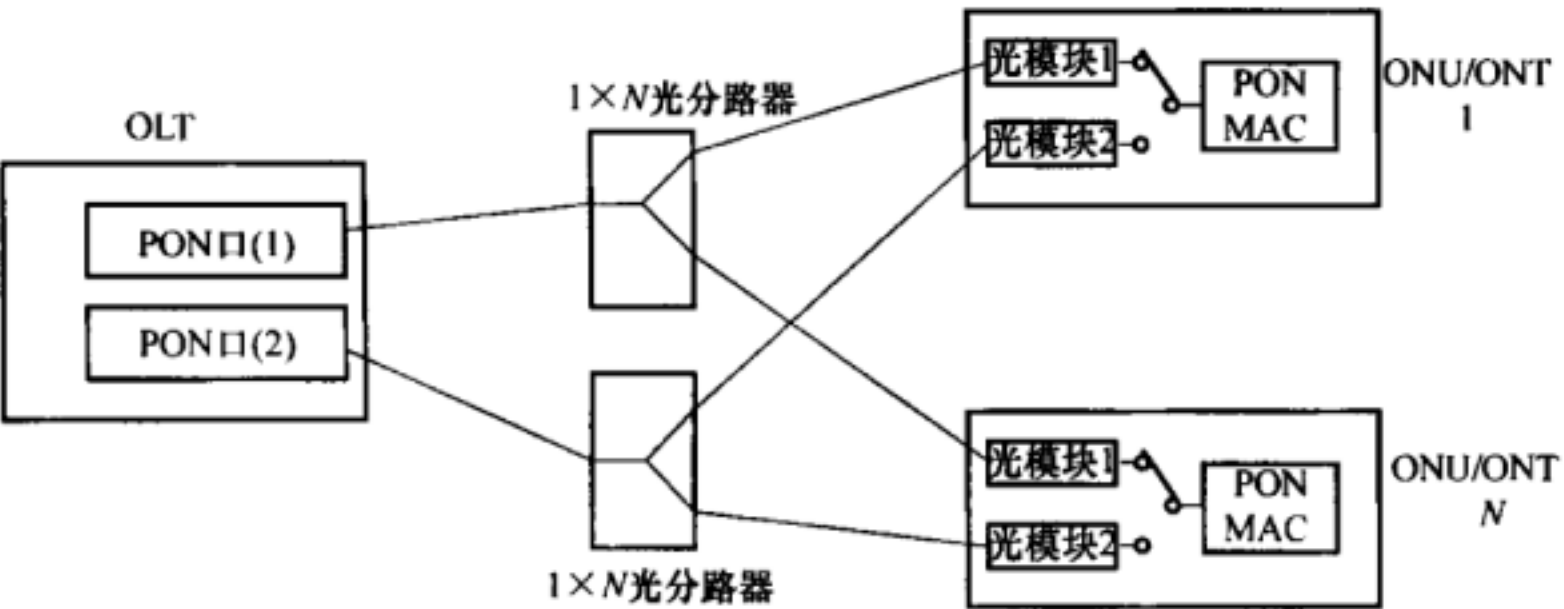 OLT
PON口(1)
PON口(2)
1×N光分路器
1×N光分路器
光模块1
光模块2
PON
MAC
ONU/ONT
1
光模块1
光模块2
PON
MAC
ONU/ONT
N